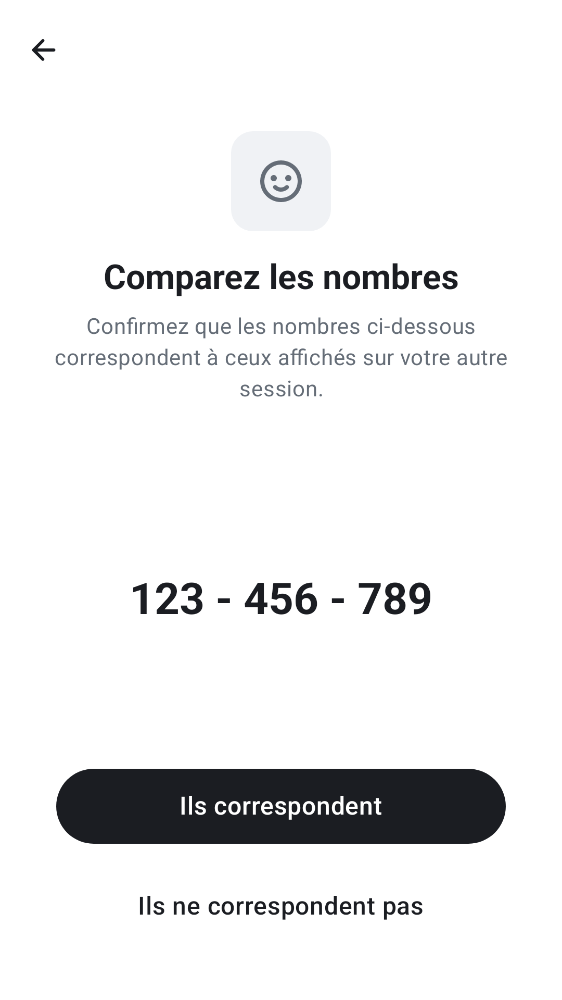 Comparez les nombres
Confirmez que les nombres ci-dessous
correspondent à ceux affichés sur votre autre
session.
123 - 456 - 789
Ils correspondent
Ils ne correspondent pas